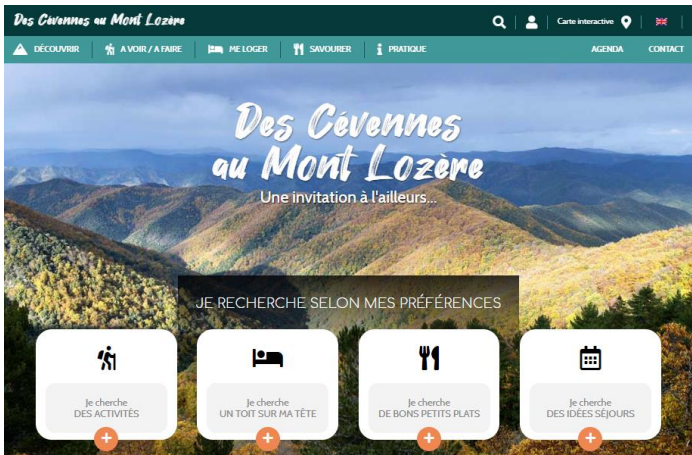 Des Cévennes au Mont Lozère
Carte interactive
DÉCOUVRIR
A VOIR / A FAIRE
ME LOGER
SAVOURER
PRATIQUE
AGENDA
CONTACT
Des Cévennes
au Mont Lozère
Une invitation à l'ailleurs...
JE RECHERCHE SELON MES PRÉFÉRENCES
Je cherche
DES ACTIVITÉS
Je cherche
UN TOIT SUR MA TÊTE
Je cherche
DE BONS PETITS PLATS
Je cherche
DES IDÉES SÉJOURS